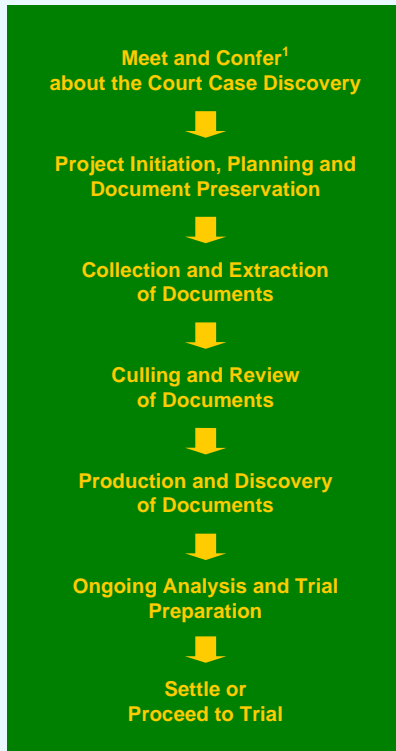 Meet and Confer¹
about the Court Case Discovery
Project Initiation, Planning and
Document Preservation
Collection and Extraction
of Documents
Culling and Review
of Documents
Production and Discovery
of Documents
Ongoing Analysis and Trial
Preparation
Settle or
Proceed to Trial